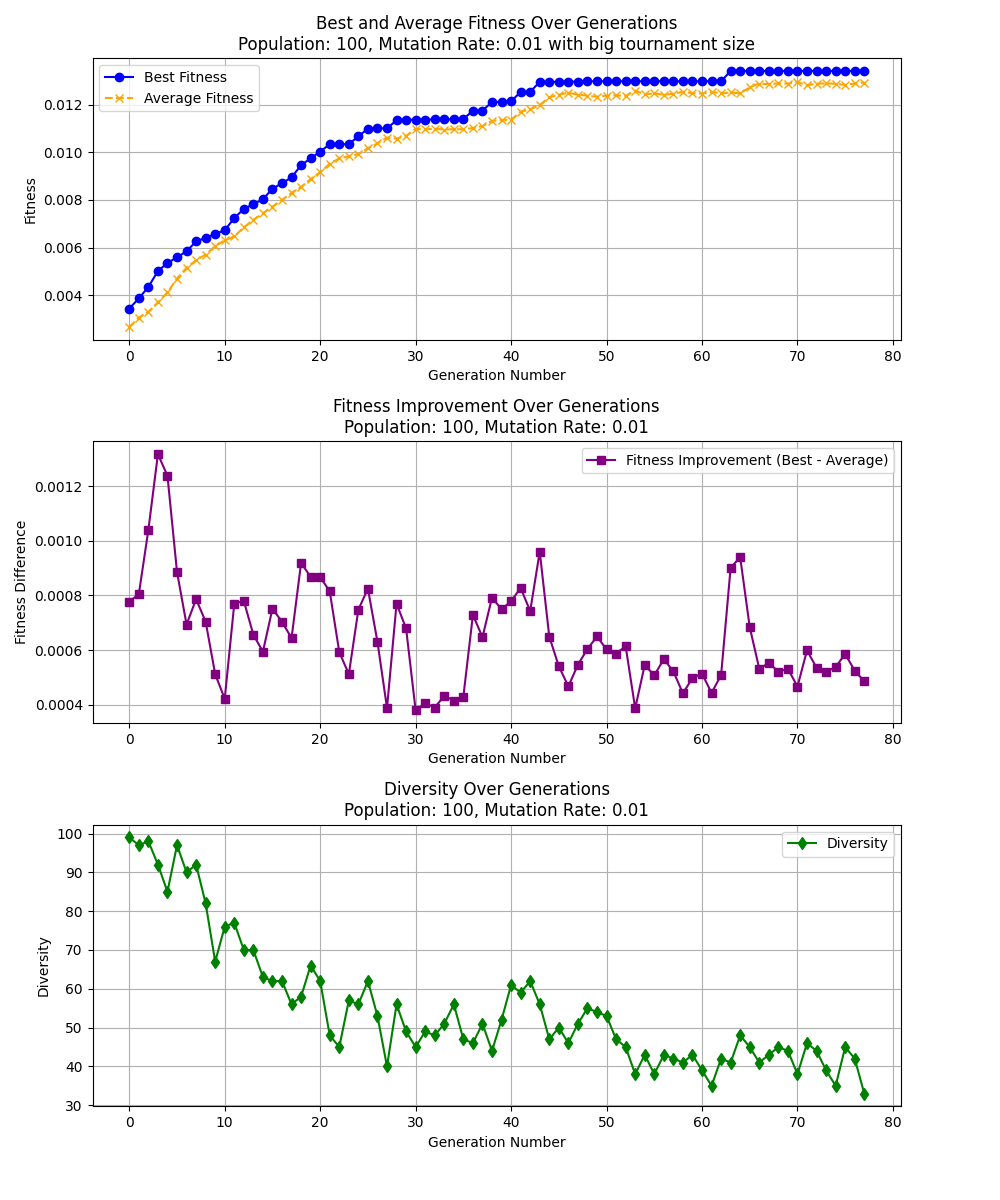 Best and Average Fitness Over Generations
Population: 100, Mutation Rate: 0.01 with big tournament size
Best Fitness
Average Fitness
0.012
0.010
0.008
0.006
0.004
Fitness
0 10 20 30 40 50 60 70 80
Generation Number
Fitness Improvement Over Generations
Population: 100, Mutation Rate: 0.01
Fitness Improvement (Best - Average)
0.0012
0.0010
0.0008
0.0006
0.0004
Fitness Difference
0 10 20 30 40 50 60 70 80
Generation Number
Diversity Over Generations
Population: 100, Mutation Rate: 0.01
Diversity
100
90
80
70
60
50
40
30
Diversity
0 10 20 30 40 50 60 70 80
Generation Number